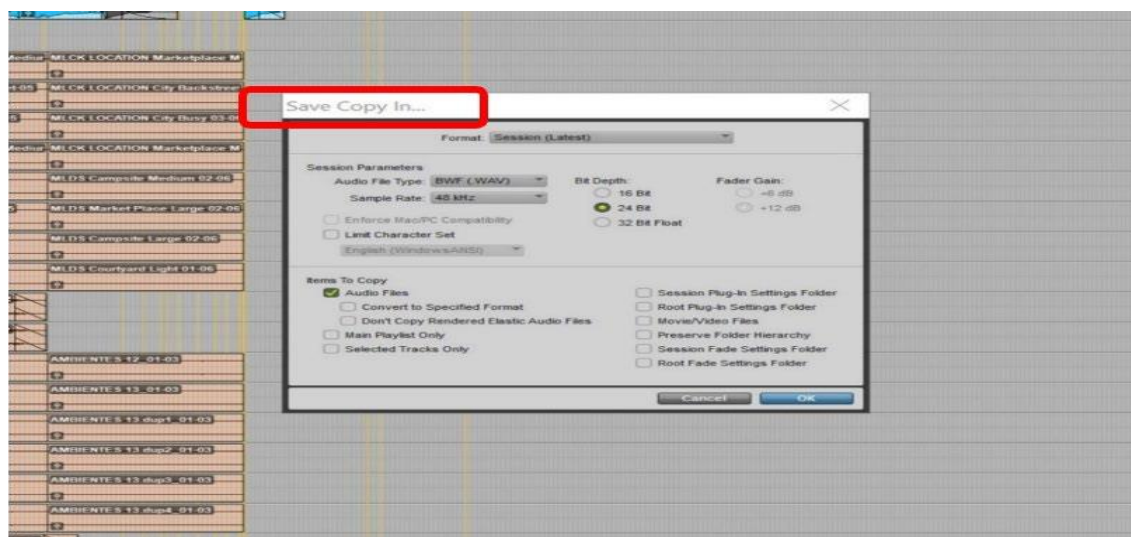 MLCK LOCATION Marketplace M
MLCK LOCATION City Backstree
MLCK LOCATION City Busy 03-0
MLCK LOCATION Marketplace M
MLDS Campsite Medium 02-06
MLDS Market Place Large 02-06
MLDS Campsite Large 02-06
MLDS Courtyard Light 01-06
AMBIENTE S 12_01-03
AMBIENTE S 13_01-03
AMBIENTE S 13 dup1_01-03
AMBIENTE S 13 dup2_01-03
AMBIENTE S 13 dup3_01-03
AMBIENTE S 13 dup4_01-03
Save Copy In...
Format: Session (Latest)
Session Parameters
Audio File Type: BWF (.WAV)
Sample Rate: 48 kHz
Enforce Mac/PC Compatibility
Limit Character Set
English (WindowsANSI)
Bit Depth:
16 Bit
24 Bit
32 Bit Float
Fader Gain:
+6 dB
+12 dB
Items To Copy
Audio Files
Convert to Specified Format
Don't Copy Rendered Elastic Audio Files
Main Playlist Only
Selected Tracks Only
Session Plug-In Settings Folder
Root Plug-In Settings Folder
Movie/Video Files
Preserve Folder Hierarchy
Session Fade Settings Folder
Root Fade Settings Folder
Cancel
OK